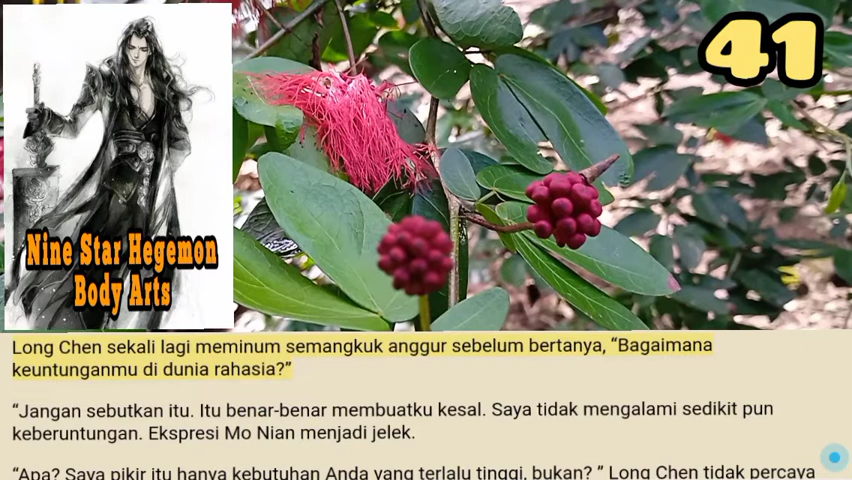 41
Nine Star Hegemon
Body Arts
Long Chen sekali lagi meminum semangkuk anggur sebelum bertanya, “Bagaimana
keuntunganmu di dunia rahasia?”
“Jangan sebutkan itu. Itu benar-benar membuatku kesal. Saya tidak mengalami sedikit pun
keberuntungan. Ekspresi Mo Nian menjadi jelek.
“Apa? Saya pikir itu hanya kebutuhan Anda yang terlalu tinggi, bukan? ” Long Chen tidak percaya